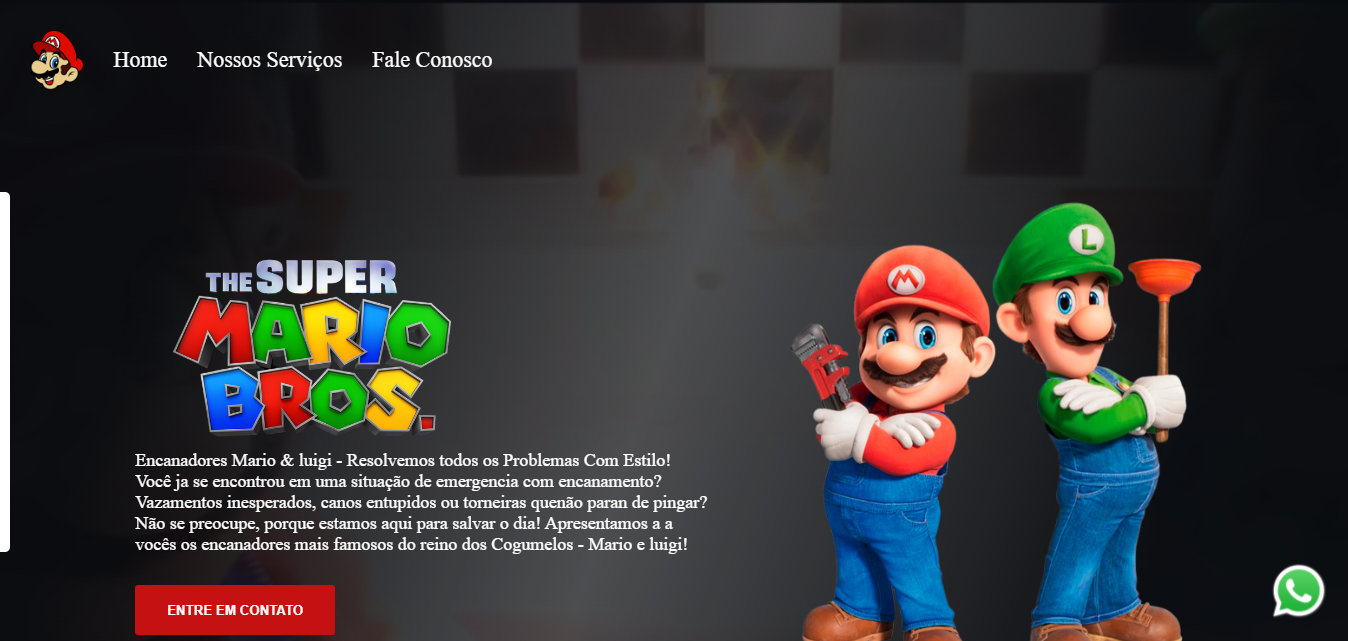 Home Nossos Serviços Fale Conosco
THE SUPER
MARIO
BROS.
M
L
Encanadores Mario & luigi - Resolvemos todos os Problemas Com Estilo!
Você ja se encontrou em uma situação de emergencia com encanamento?
Vazamentos inesperados, canos entupidos ou torneiras quenão paran de pingar?
Não se preocupe, porque estamos aqui para salvar o dia! Apresentamos a a
vocês os encanadores mais famosos do reino dos Cogumelos - Mario e luigi!
ENTRE EM CONTATO